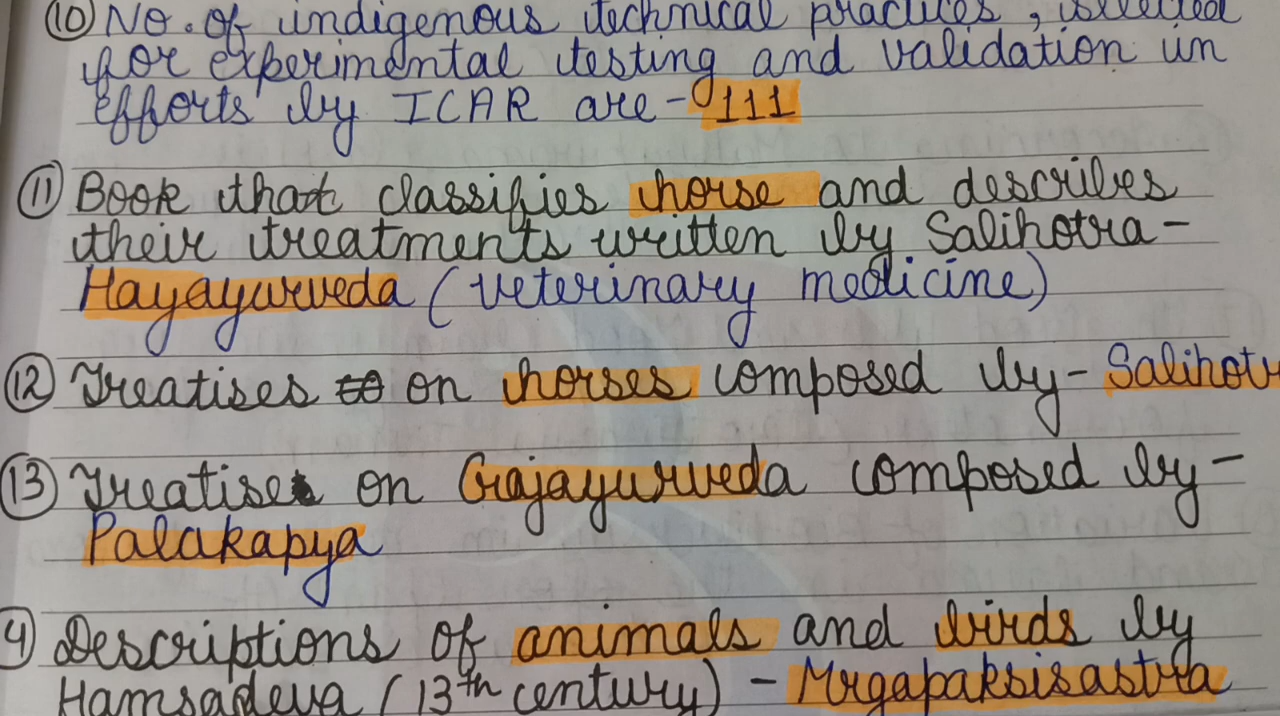 ⑩ No. of indigenous technical practices, selected
for experimental testing and validation in
efforts by ICAR are - 111
⑪ Book that classifies horse and describes
their treatments written by Salihotra -
Hayayurveda (veterinary medicine)
⑫ Treatises on horses composed by - Salihotr
⑬ Treatise on Gajayurveda composed by -
Palakapya
4) Descriptions of animals and birds by
Hamsadeva (13th century) - Mrgapaksisastra